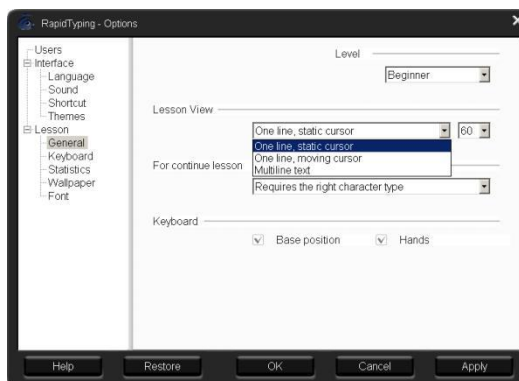 RapidTyping - Options
Users
Interface
Language
Sound
Shortcut
Themes
Lesson
General
Keyboard
Statistics
Wallpaper
Font
Level
Beginner
Lesson View
One line, static cursor 60
One line, static cursor
One line, moving cursor
Multiline text
For continue lesson
Requires the right character type
Keyboard
Base position Hands
Help Restore OK Cancel Apply